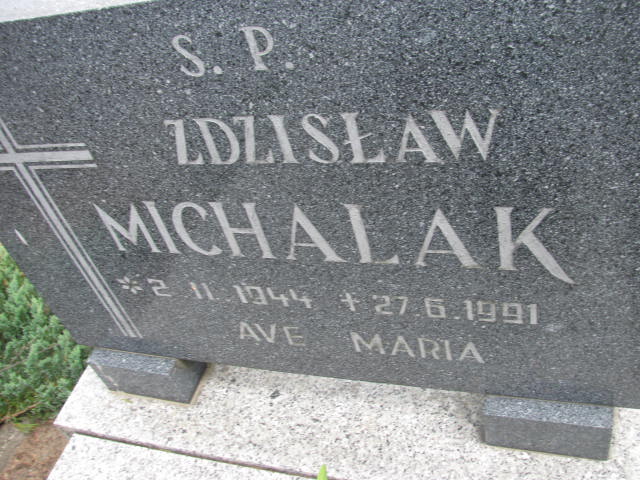 S. P.
ZDZISŁAW
MICHALAK
* 2 11.1944 + 27.6.1991
AVE MARIA